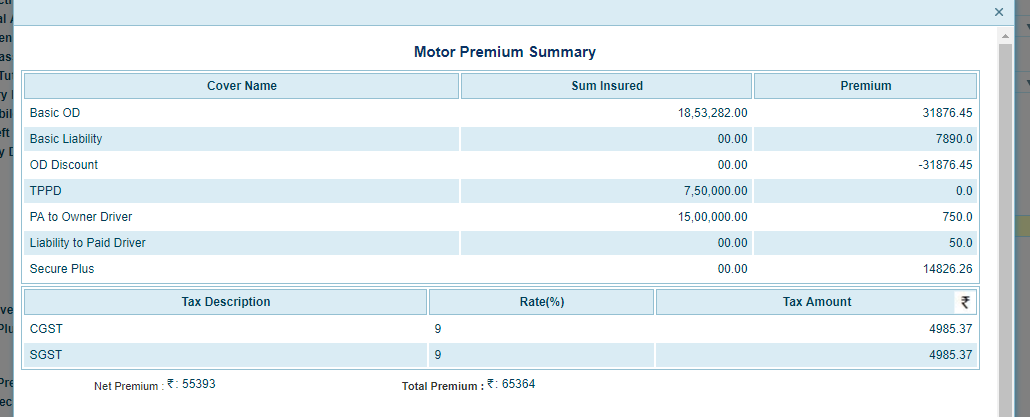 ×
Motor Premium Summary
Cover Name Sum Insured Premium
Basic OD 18,53,282.00 31876.45
Basic Liability 00.00 7890.0
OD Discount 00.00 -31876.45
TPPD 7,50,000.00 0.0
PA to Owner Driver 15,00,000.00 750.0
Liability to Paid Driver 00.00 50.0
Secure Plus 00.00 14826.26
Tax Description Rate(%) Tax Amount ₹
CGST 9 4985.37
SGST 9 4985.37
Net Premium : ₹: 55393 Total Premium : ₹: 65364